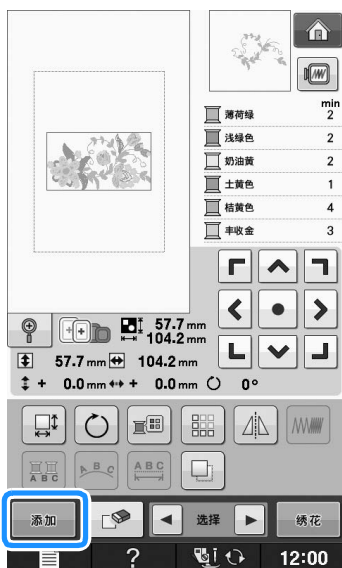 min
薄荷绿 2
浅绿色 2
奶油黄 2
土黄色 1
桔黄色 4
丰收金 3
57.7 mm
104.2 mm
57.7 mm 104.2 mm
+ 0.0 mm + 0.0 mm 0°
A B C A B C A B C
添加 选择 绣花
? 12:00